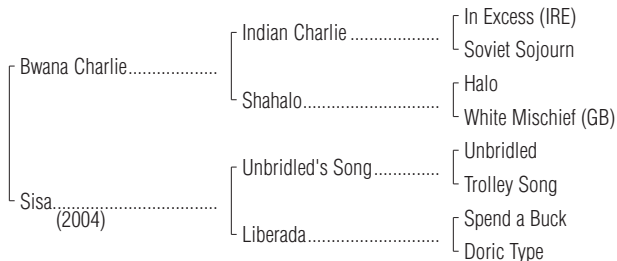 In Excess (IRE)
Indian Charlie ...................
Soviet Sojourn
Bwana Charlie...................
Halo
Shahalo.............................
White Mischief (GB)
Unbridled
Unbridled's Song..............
Trolley Song
Sisa....................................
(2004)
Spend a Buck
Liberada............................
Doric Type